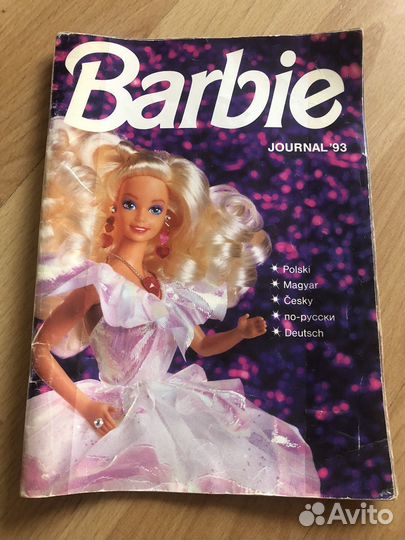 Barbie
JOURNAL '93
Polski
Magyar
Česky
по-русски
Deutsch
Avito